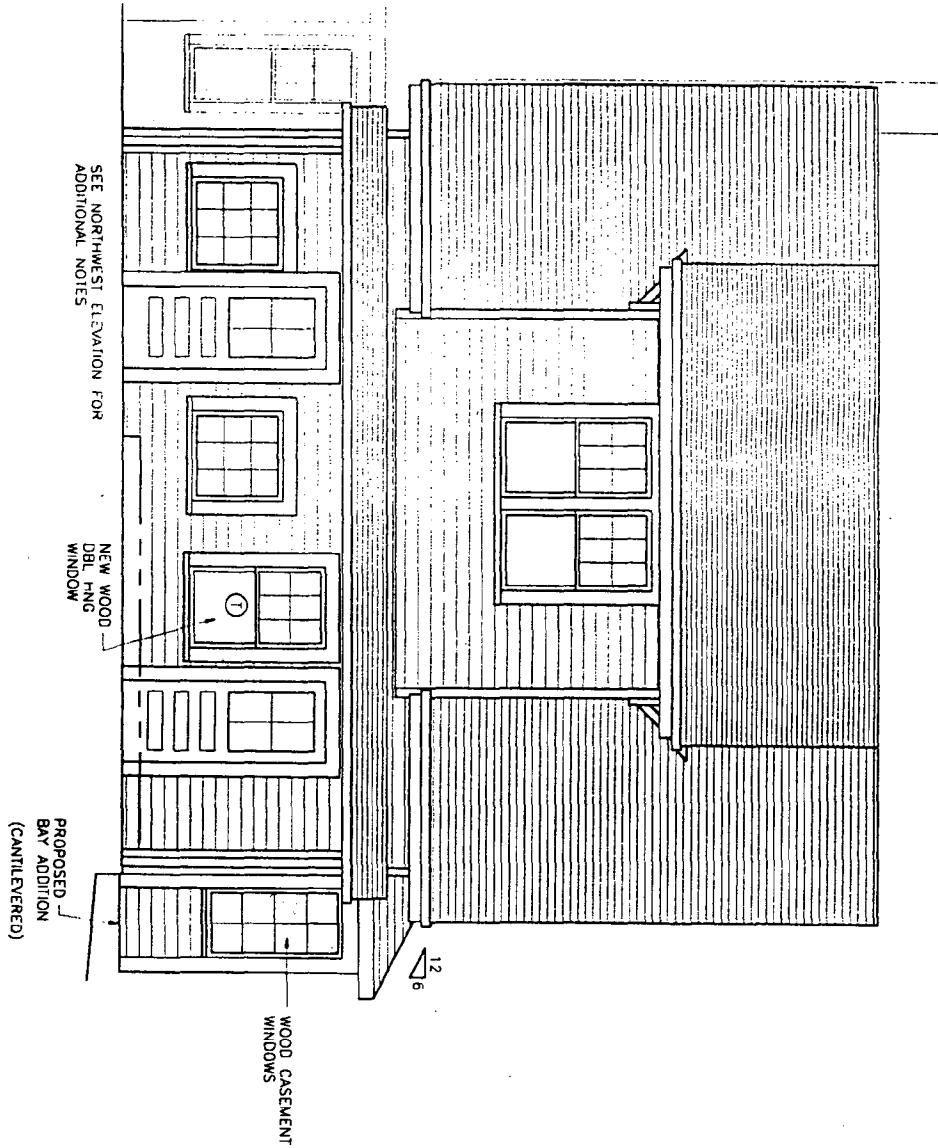 SEE NORTHWEST ELEVATION FOR
ADDITIONAL NOTES
NEW WOOD
DBL HNG
WINDOW
T
PROPOSED
BAY ADDITION
(CANTILEVERED)
12
6
WOOD CASEMENT
WINDOWS